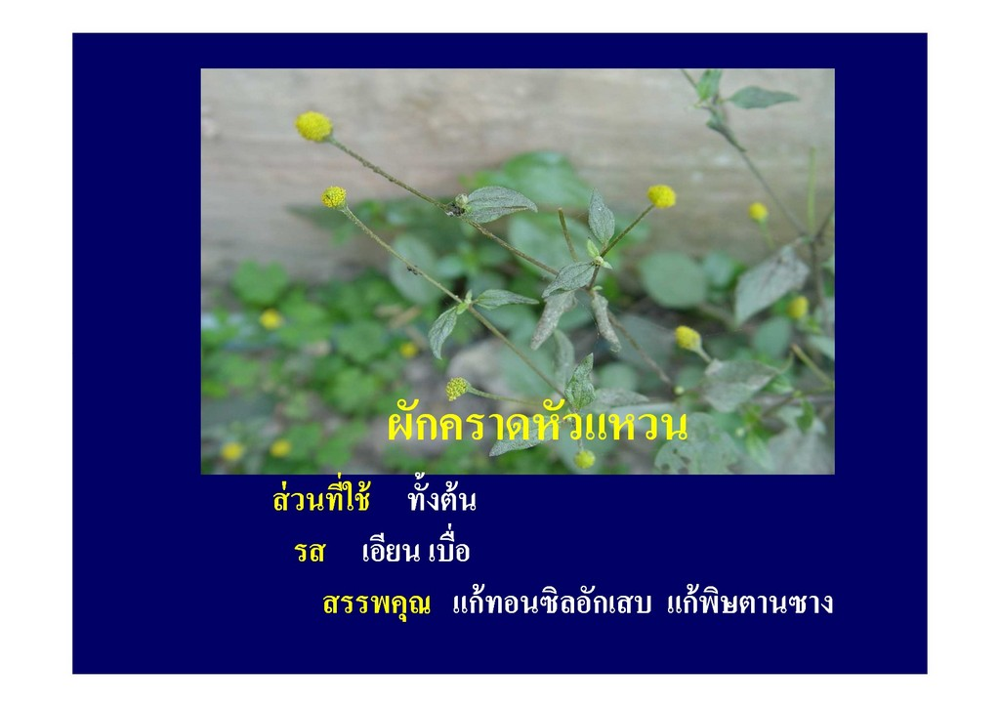 ผักคราดหัวแหวน
ส่วนที่ใช้ ทั้งต้น
รส เอียน เบื่อ
สรรพคุณ แก้ทอนซิลอักเสบ แก้พิษตานซาง